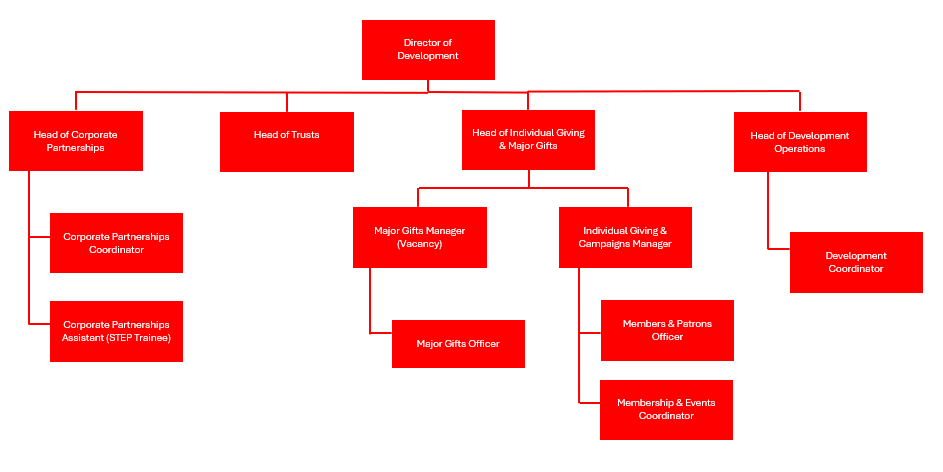 Director of
Development
Head of Corporate
Partnerships
Head of Trusts
Head of Individual Giving
& Major Gifts
Head of Development
Operations
Corporate Partnerships
Coordinator
Corporate Partnerships
Assistant (STEP Trainee)
Major Gifts Manager
(Vacancy)
Major Gifts Officer
Individual Giving &
Campaigns Manager
Members & Patrons
Officer
Membership & Events
Coordinator
Development
Coordinator